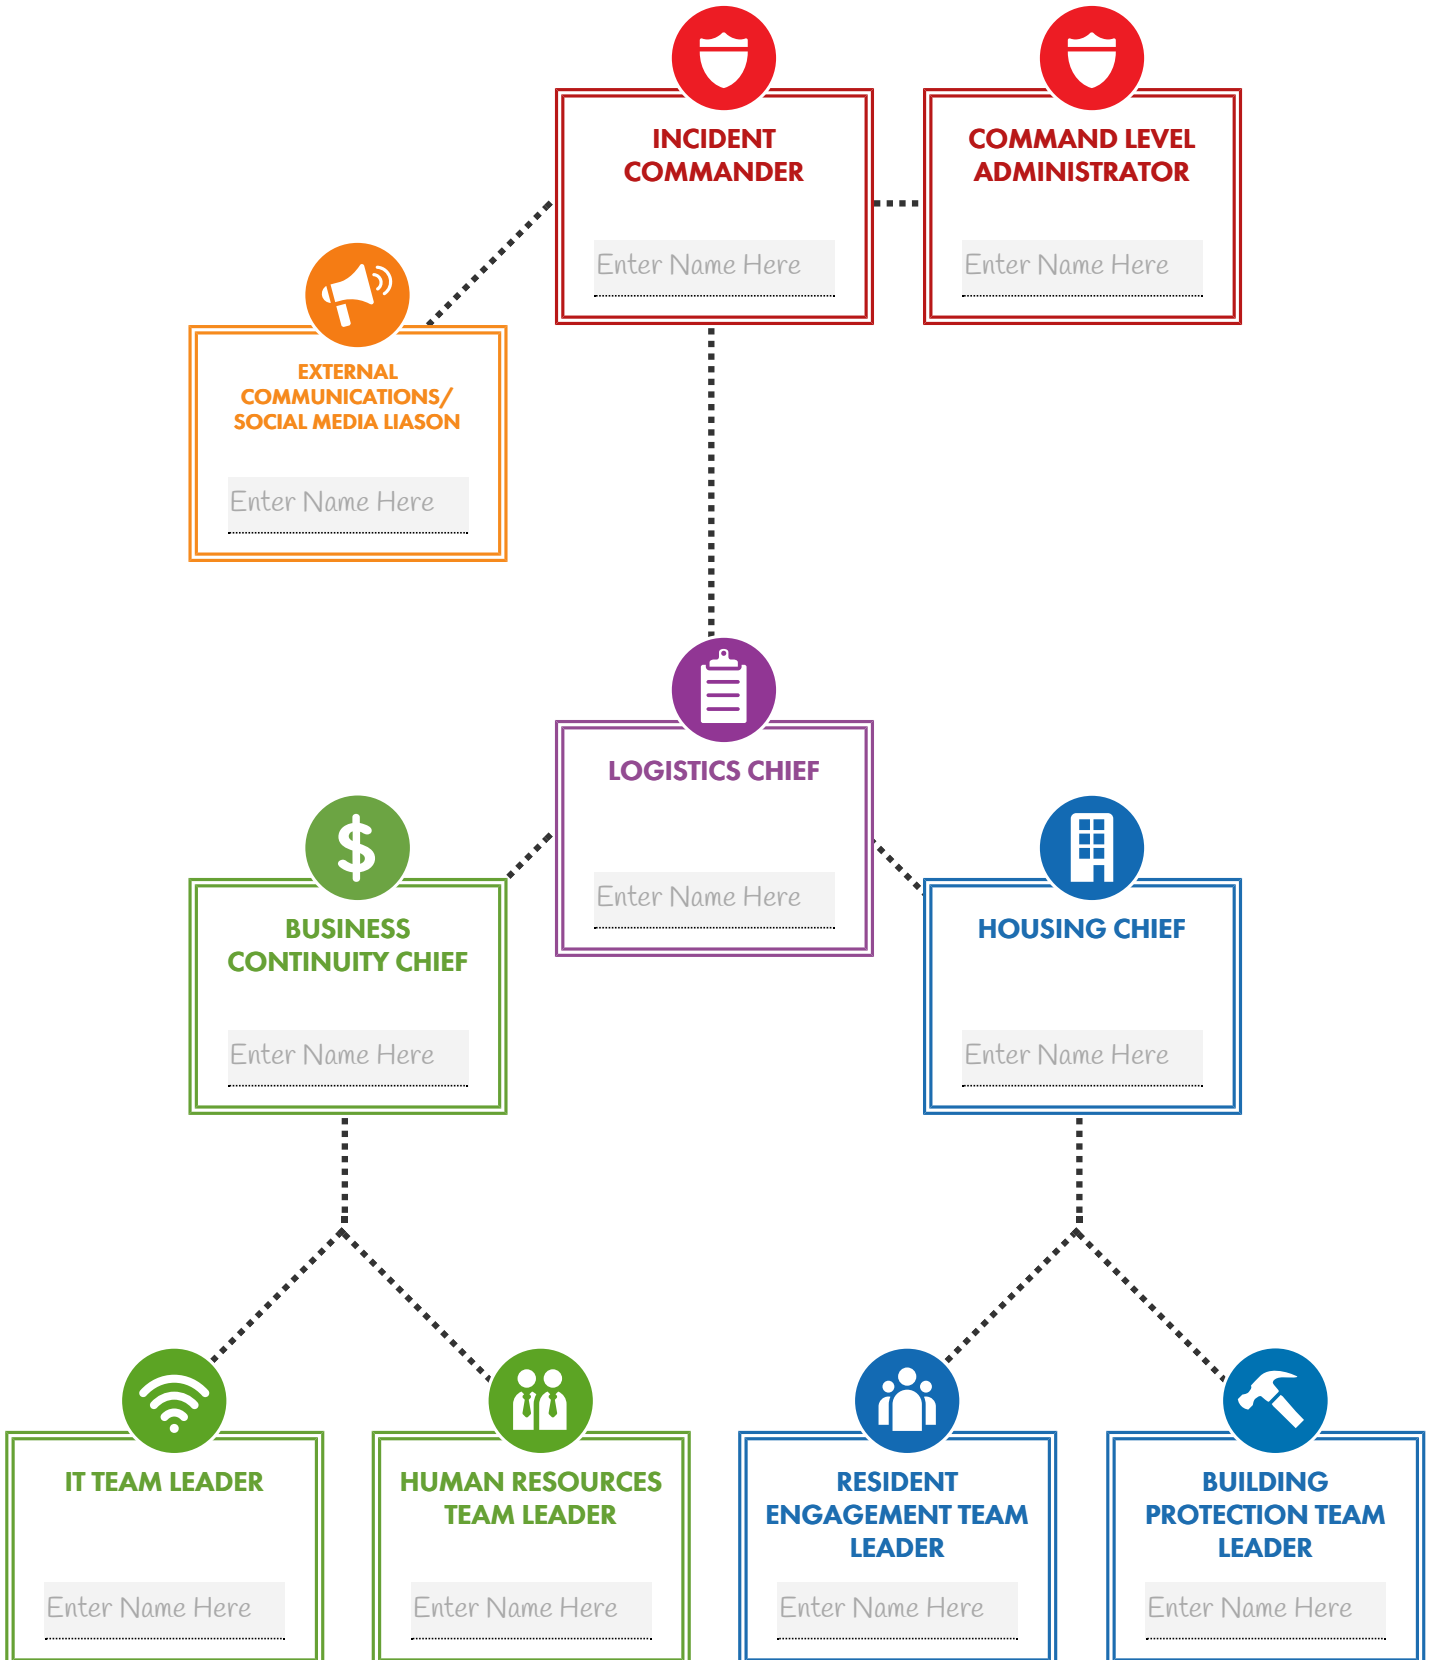 INCIDENT
COMMANDER
Enter Name Here
COMMAND LEVEL
ADMINISTRATOR
Enter Name Here
EXTERNAL
COMMUNICATIONS/
SOCIAL MEDIA LIASON
Enter Name Here
LOGISTICS CHIEF
Enter Name Here
BUSINESS
CONTINUITY CHIEF
Enter Name Here
HOUSING CHIEF
Enter Name Here
IT TEAM LEADER
Enter Name Here
HUMAN RESOURCES
TEAM LEADER
Enter Name Here
RESIDENT
ENGAGEMENT TEAM
LEADER
Enter Name Here
BUILDING
PROTECTION TEAM
LEADER
Enter Name Here